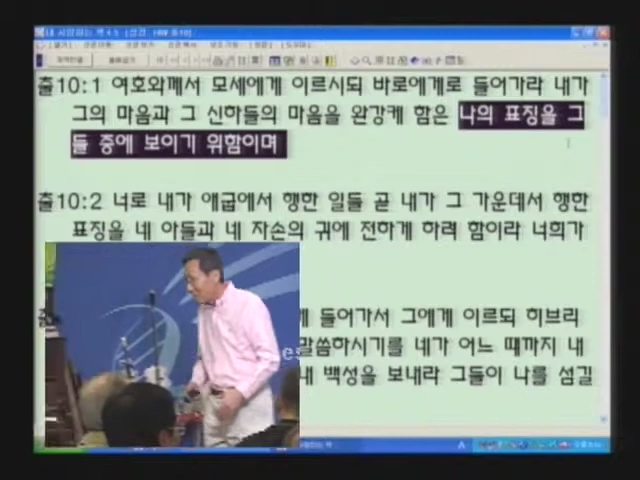 출10:1 여호와께서 모세에게 이르시되 바로에게로 들어가라 내가
그의 마음과 그 신하들의 마음을 완강케 함은 나의 표징을 그
들 중에 보이기 위함이며
출10:2 너로 내가 애굽에서 행한 일들 곧 내가 그 가운데서 행한
표징을 네 아들과 네 자손의 귀에 전하게 하려 함이라 너희가
들어가서 그에게 이르되 히브리
말씀하시기를 네가 어느 때까지 내
내 백성을 보내라 그들이 나를 섬길